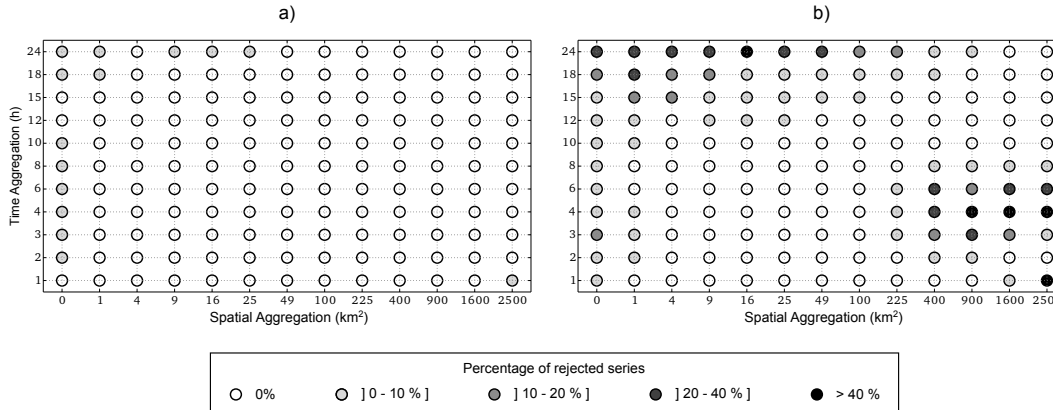 a)
b)
Time Aggregation (h)
24
18
15
12
10
8
6
4
3
2
1
0 1 4 9 16 25 49 100 225 400 900 1600 2500
Spatial Aggregation (km²)
24
18
15
12
10
8
6
4
3
2
1
0 1 4 9 16 25 49 100 225 400 900 1600 250
Spatial Aggregation (km²)
Percentage of rejected series
0% ] 0 - 10 % ] ] 10 - 20 % ] ] 20 - 40 % ] > 40 %